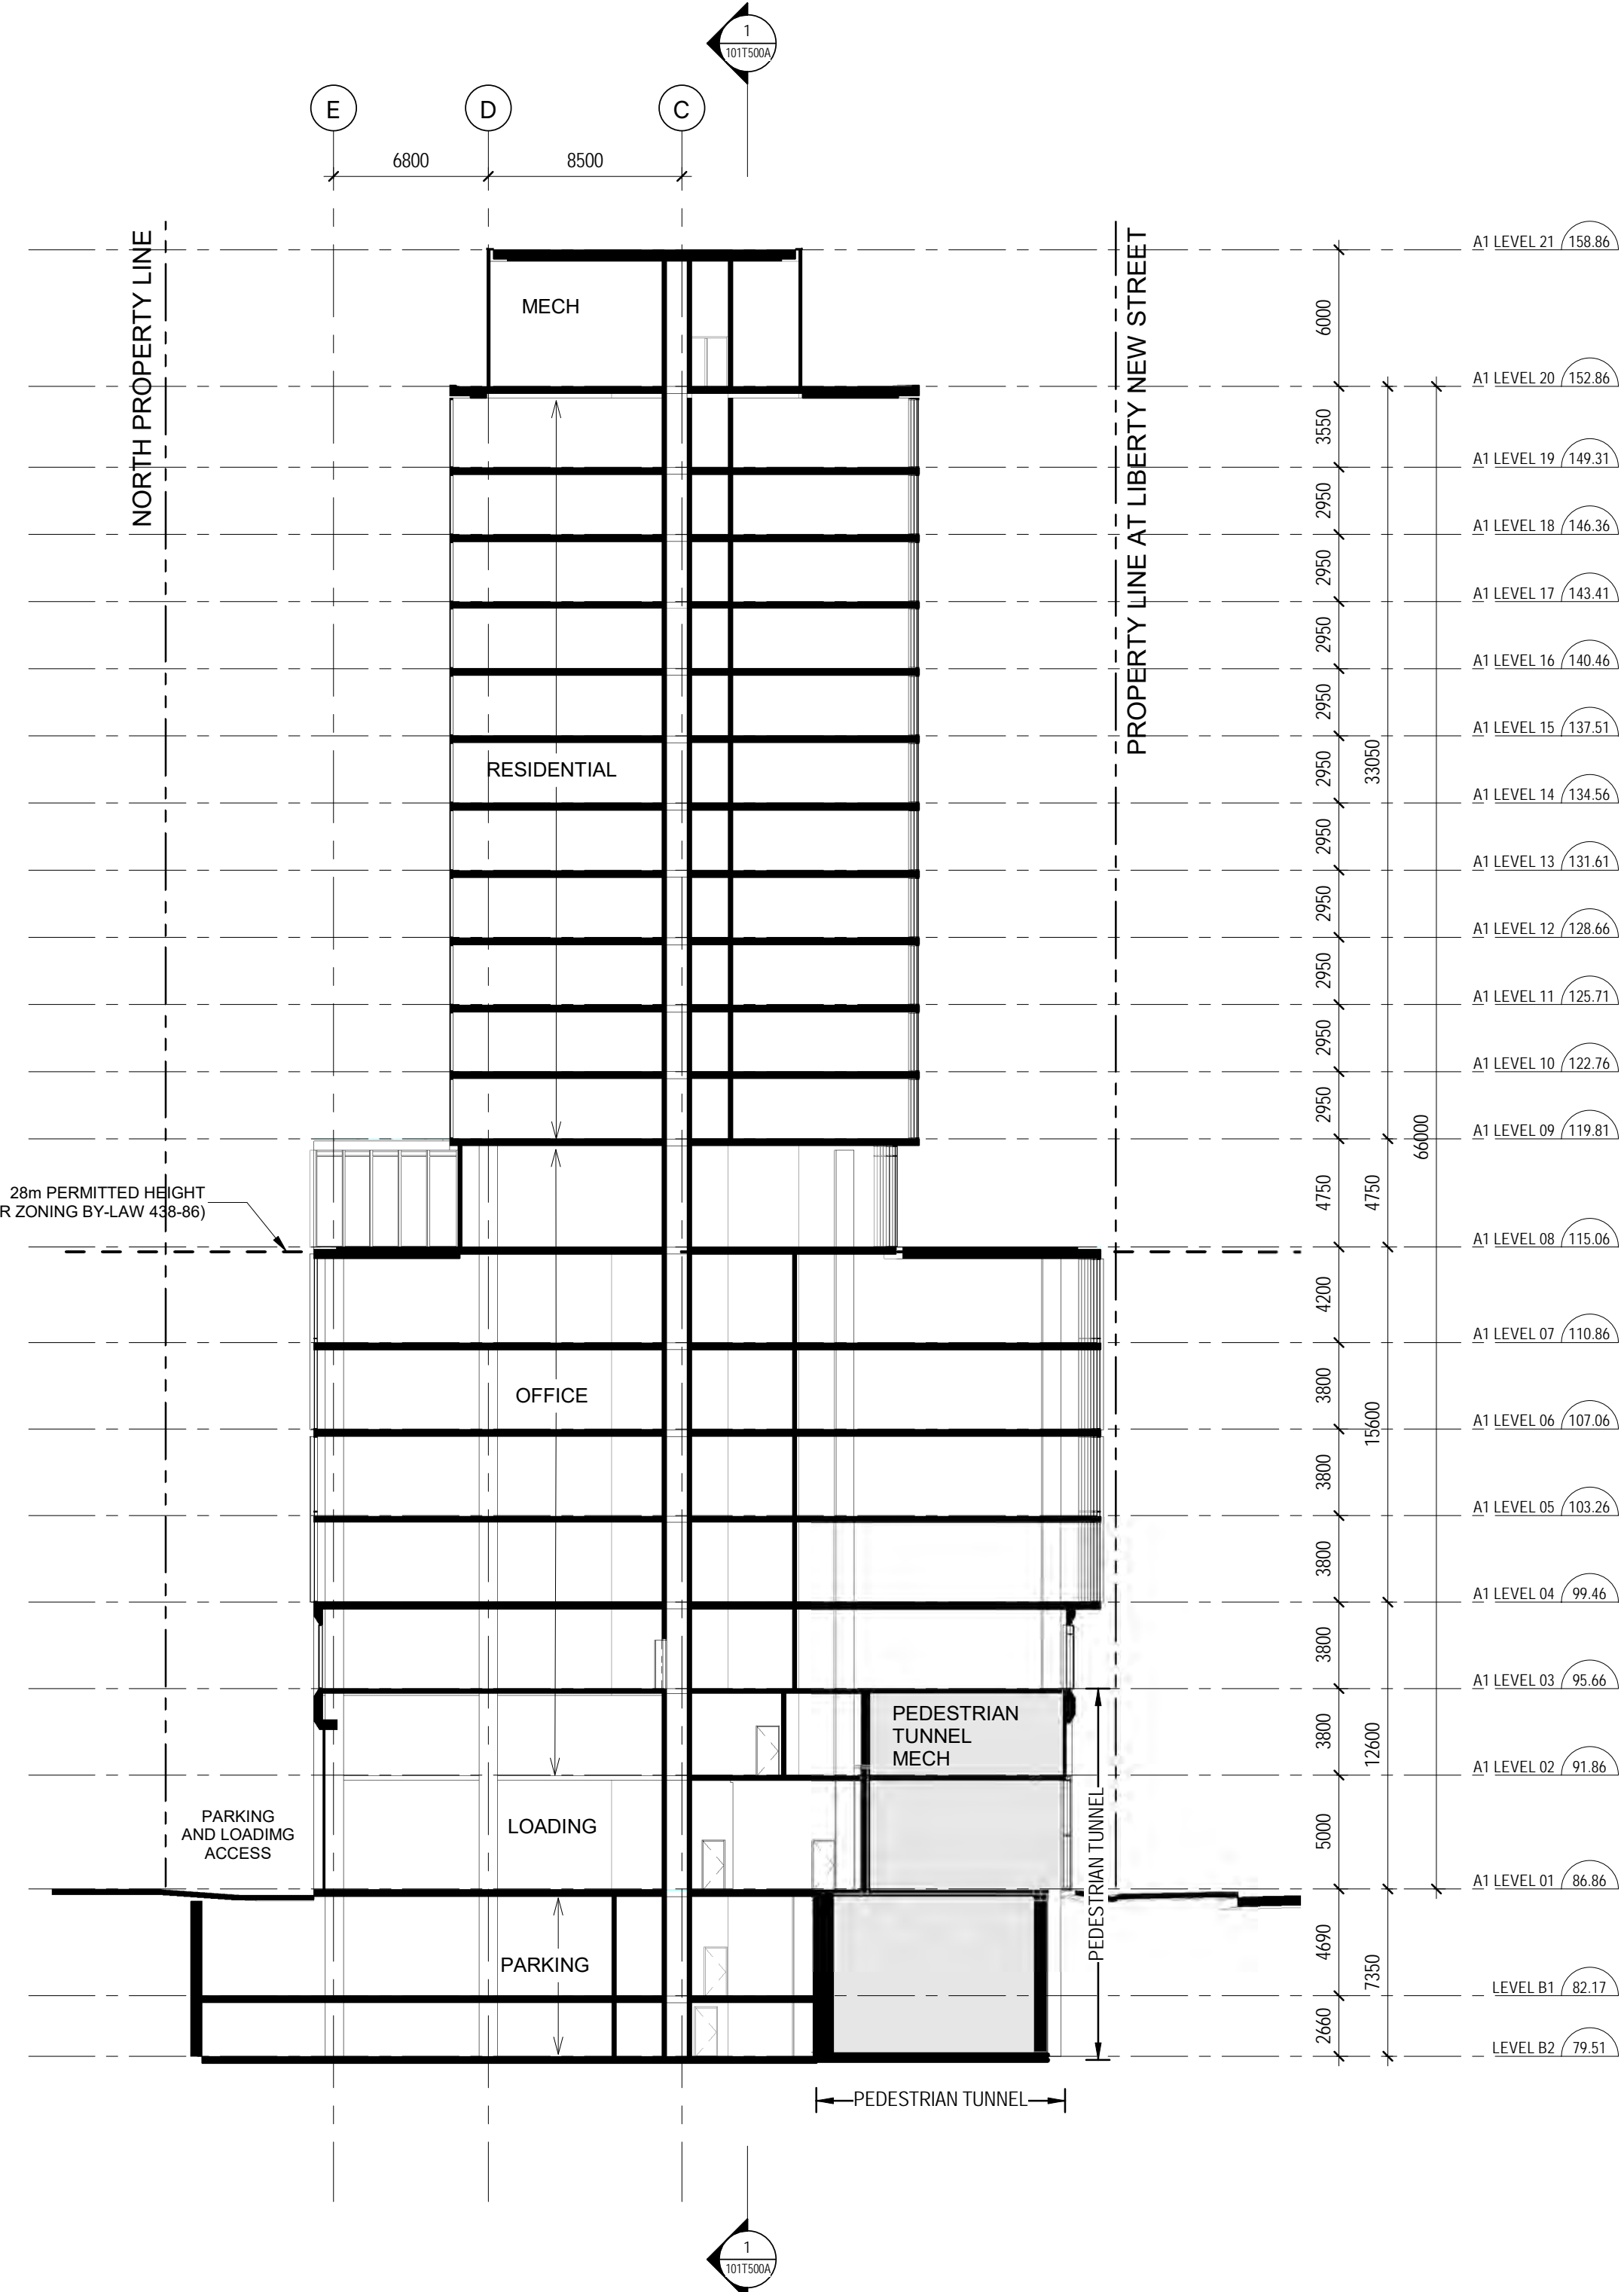 1
101T500A
E
D
C
6800
8500
NORTH PROPERTY LINE
PROPERTY LINE AT LIBERTY NEW STREET
A1 LEVEL 21 158.86
6000
MECH
A1 LEVEL 20 152.86
3550
A1 LEVEL 19 149.31
2950
A1 LEVEL 18 146.36
2950
A1 LEVEL 17 143.41
2950
A1 LEVEL 16 140.46
2950
A1 LEVEL 15 137.51
33050
RESIDENTIAL
2950
A1 LEVEL 14 134.56
2950
A1 LEVEL 13 131.61
2950
A1 LEVEL 12 128.66
2950
A1 LEVEL 11 125.71
2950
A1 LEVEL 10 122.76
2950
A1 LEVEL 09 119.81
66000
4750
4750
28m PERMITTED HEIGHT
R ZONING BY-LAW 438-86)
A1 LEVEL 08 115.06
4200
A1 LEVEL 07 110.86
OFFICE
3800
A1 LEVEL 06 107.06
15600
3800
A1 LEVEL 05 103.26
3800
A1 LEVEL 04 99.46
3800
A1 LEVEL 03 95.66
PEDESTRIAN
TUNNEL
MECH
3800
12600
A1 LEVEL 02 91.86
PARKING
AND LOADIMG
ACCESS
LOADING
PEDESTRIAN TUNNEL
5000
A1 LEVEL 01 86.86
4690
PARKING
7350
LEVEL B1 82.17
2660
LEVEL B2 79.51
PEDESTRIAN TUNNEL
1
101T500A